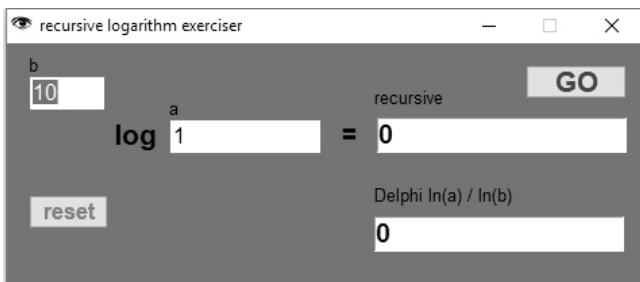 recursive logarithm exerciser
b
10
GO
recursive
a
log 1 = 0
reset
Delphi ln(a) / ln(b)
0